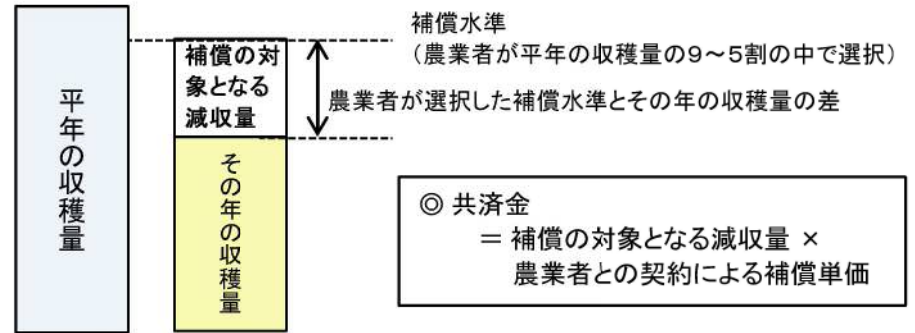 平年の収穫量
補償の対
象となる
減収量
その年の収穫量
補償水準
（農業者が平年の収穫量の９～５割の中で選択）
農業者が選択した補償水準とその年の収穫量の差
◎ 共済金
＝ 補償の対象となる減収量 ×
農業者との契約による補償単価